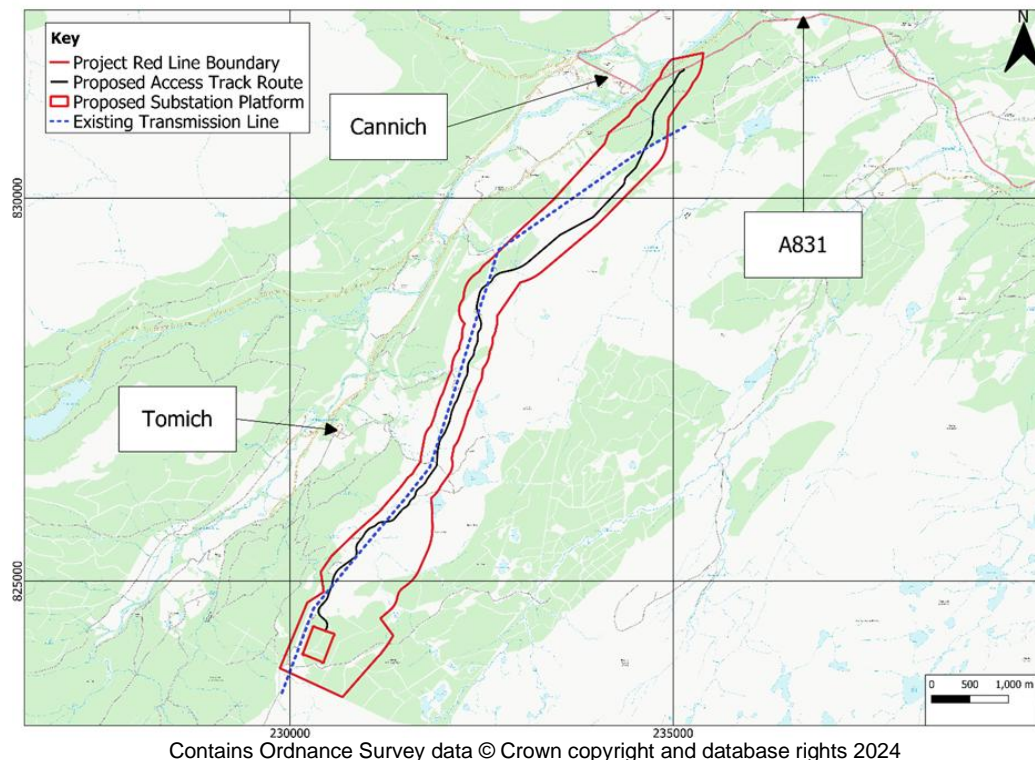 Key
Project Red Line Boundary
Proposed Access Track Route
Proposed Substation Platform
Existing Transmission Line
N
Cannich
A831
Tomich
830000
825000
230000
235000
0 500 1,000 m
Contains Ordnance Survey data © Crown copyright and database rights 2024